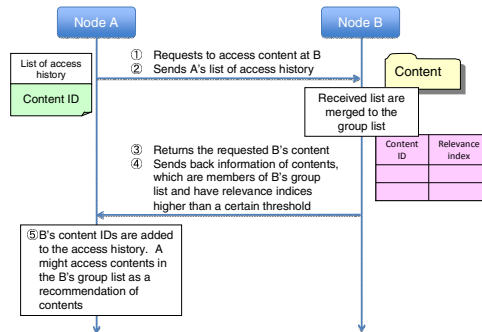 Node A
Node B
① Requests to access content at B
② Sends A's list of access history
List of access
history
Content ID
Content
Received list are
merged to the
group list
③ Returns the requested B's content
④ Sends back information of contents,
which are members of B's group
list and have relevance indices
higher than a certain threshold
Content
ID
Relevance
index
⑤B's content IDs are added
to the access history. A
might access contents in
the B's group list as a
recommendation of
contents